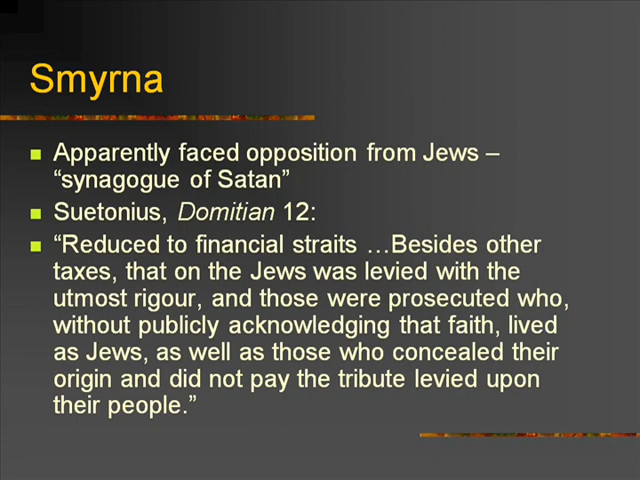 Smyrna
Apparently faced opposition from Jews –
“synagogue of Satan”
Suetonius, Domitian 12:
“Reduced to financial straits …Besides other
taxes, that on the Jews was levied with the
utmost rigour, and those were prosecuted who,
without publicly acknowledging that faith, lived
as Jews, as well as those who concealed their
origin and did not pay the tribute levied upon
their people.”